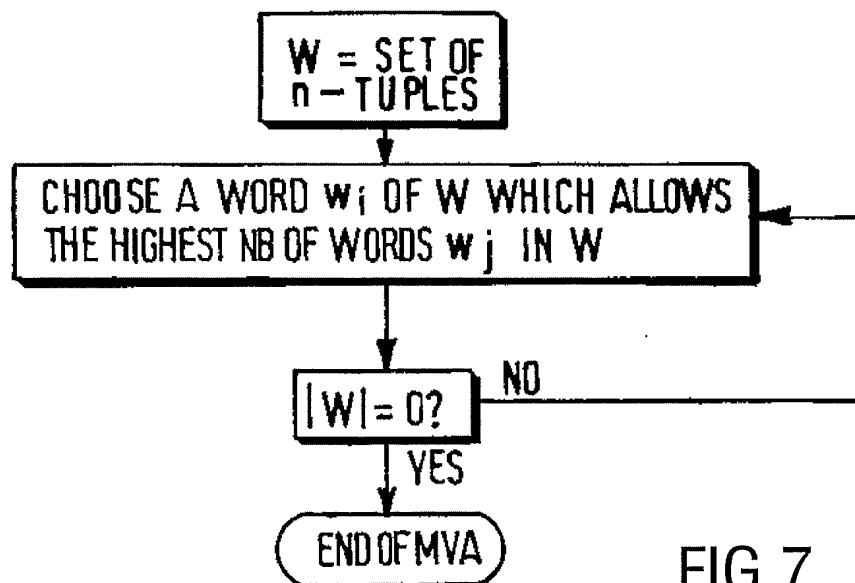 W = SET OF
n - TUPLES
CHOOSE A WORD wi OF W WHICH ALLOWS
THE HIGHEST NB OF WORDS wj IN W
|W| = 0?
NO
YES
END OF MVA
FIG 7